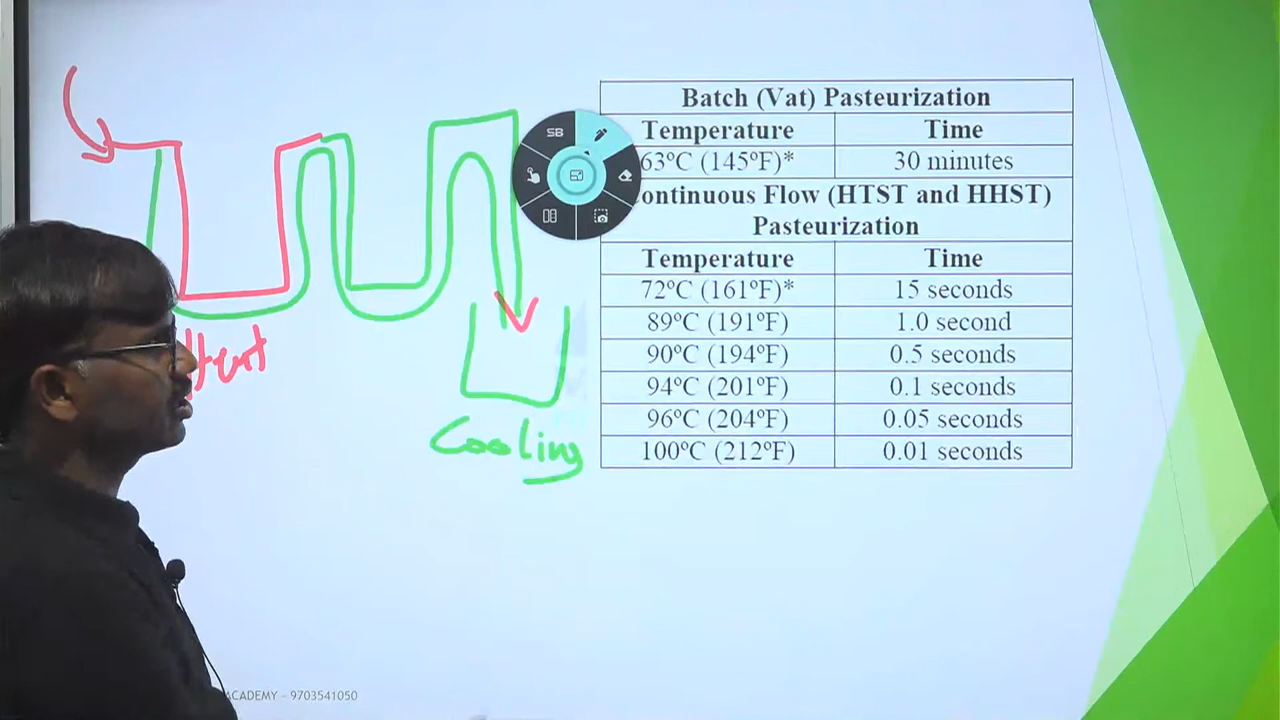 SB
Batch (Vat) Pasteurization
Temperature Time
63ºC (145ºF)* 30 minutes
ontinuous Flow (HTST and HHST)
Pasteurization
Temperature Time
72ºC (161ºF)* 15 seconds
89ºC (191ºF) 1.0 second
90ºC (194ºF) 0.5 seconds
94ºC (201ºF) 0.1 seconds
96ºC (204ºF) 0.05 seconds
100ºC (212ºF) 0.01 seconds
Cooling
ACADEMY – 9703541050